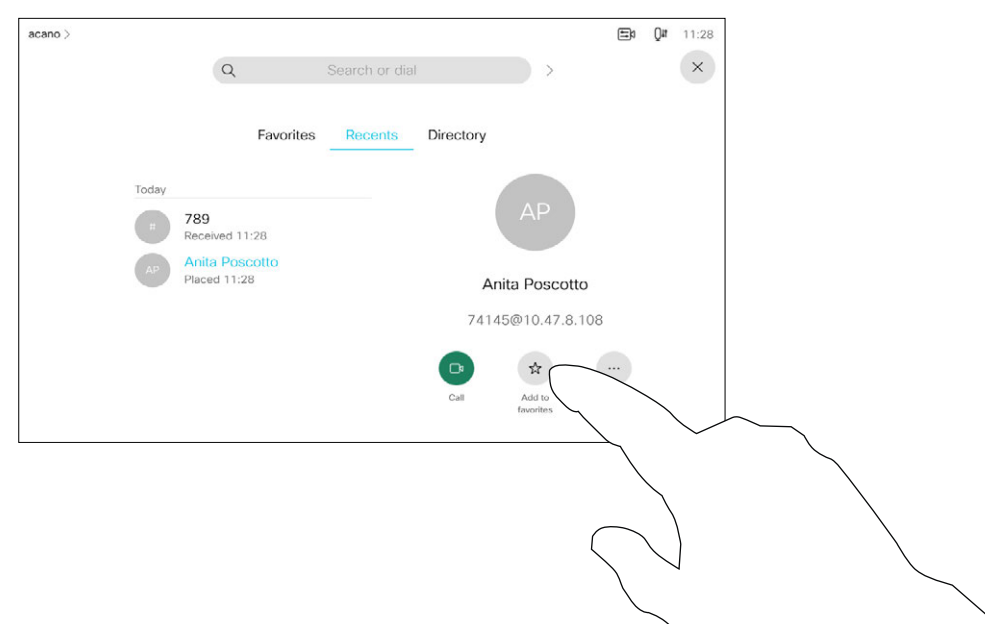 acano >
11:28
Search or dial
Favorites Recents Directory
Today
#
789
Received 11:28
AP
Anita Poscotto
Placed 11:28
AP
Anita Poscotto
74145@10.47.8.108
Call
Add to
favorites
...